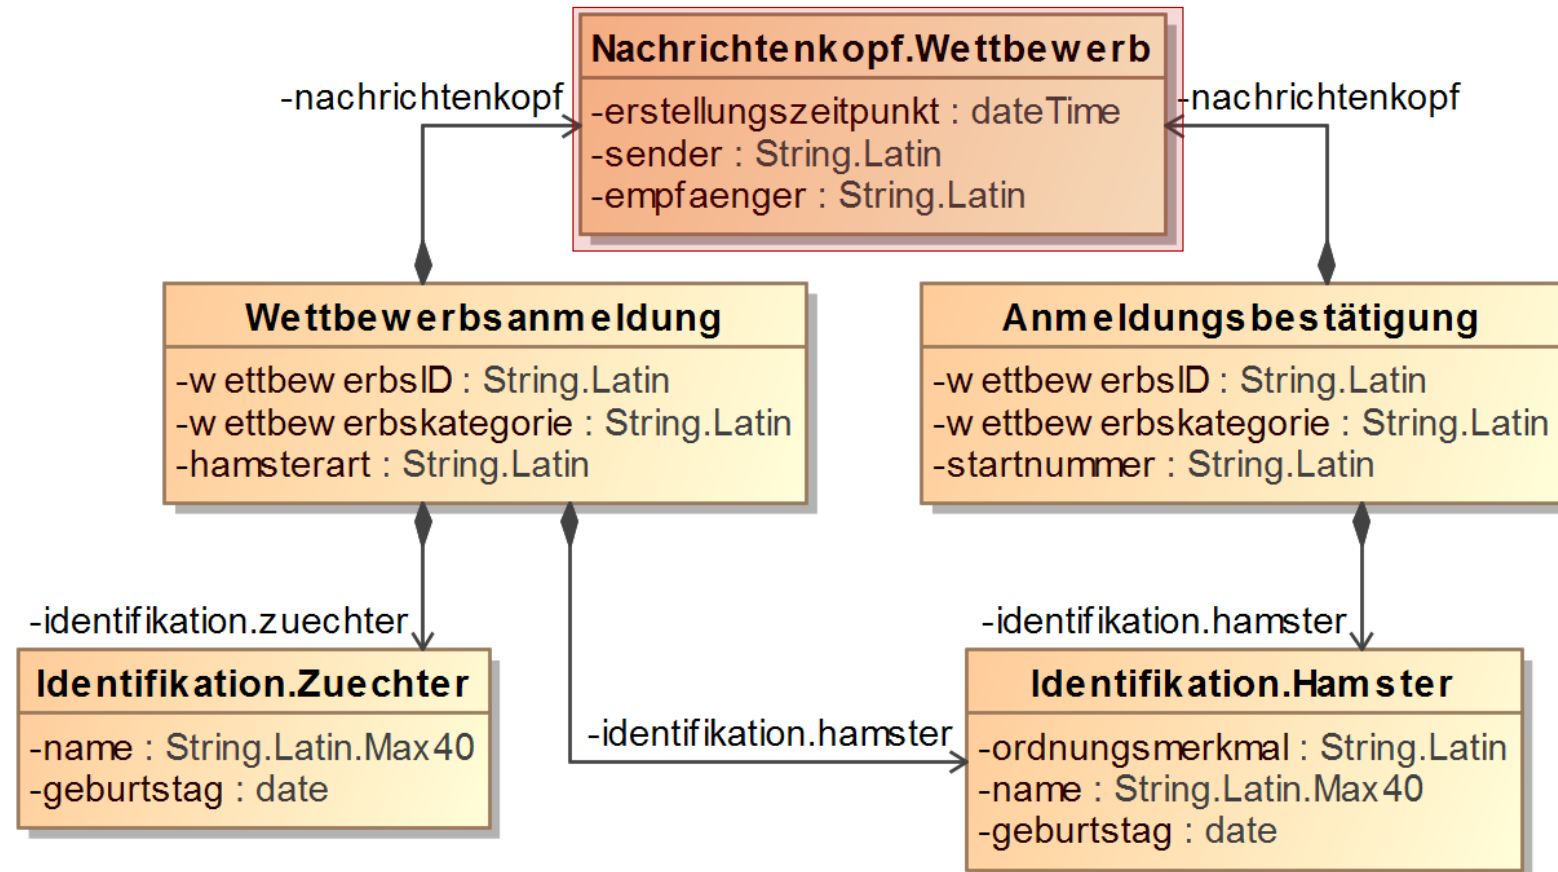 Nachrichtenkopf.Wettbewerb
-nachrichtenkopf
-erstellungszeitpunkt : dateTime
-sender : String.Latin
-empfaenger : String.Latin
-nachrichtenkopf
Wettbewerbsanmeldung
-wettbewerbsID : String.Latin
-wettbewerbskategorie : String.Latin
-hamsterart : String.Latin
Anmeldungsbestätigung
-wettbewerbsID : String.Latin
-wettbewerbskategorie : String.Latin
-startnummer : String.Latin
-identifikation.zuechter
-identifikation.hamster
Identifikation.Zuechter
-name : String.Latin.Max40
-geburtstag : date
-identifikation.hamster
Identifikation.Hamster
-ordnungsmerkmal : String.Latin
-name : String.Latin.Max40
-geburtstag : date